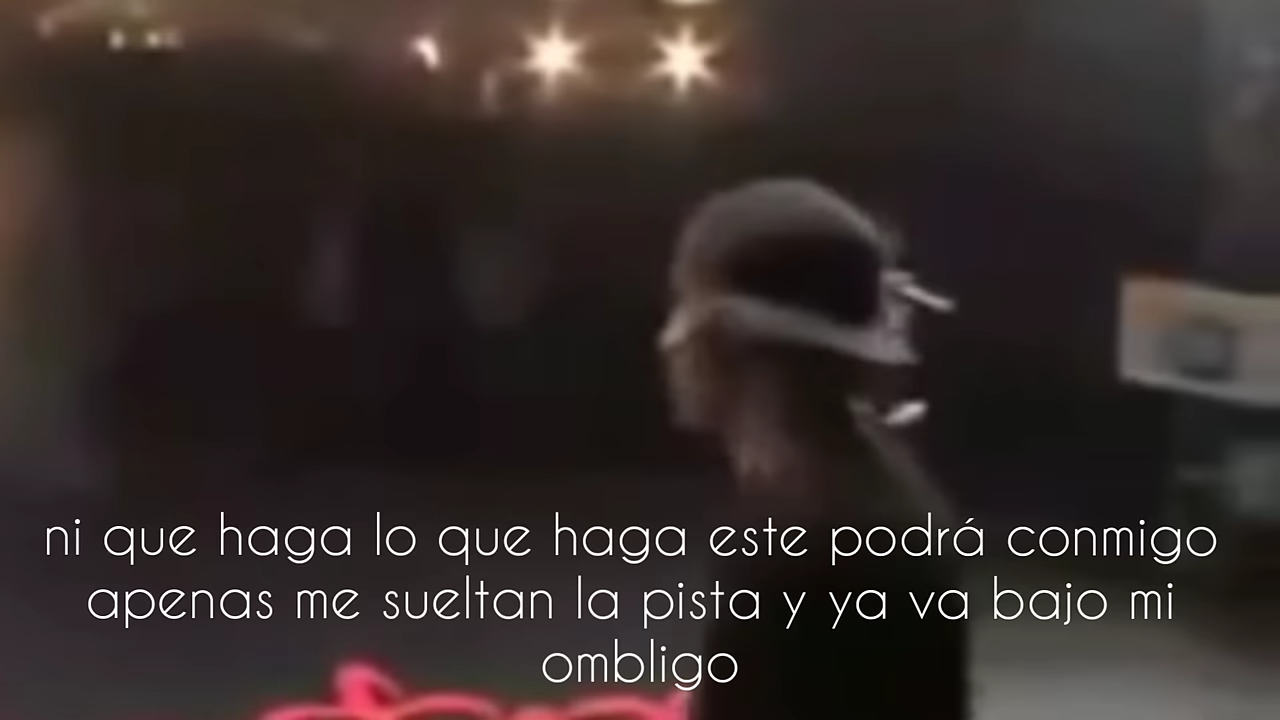 ni que haga lo que haga este podrá conmigo
apenas me sueltan la pista y ya va bajo mi
ombligo